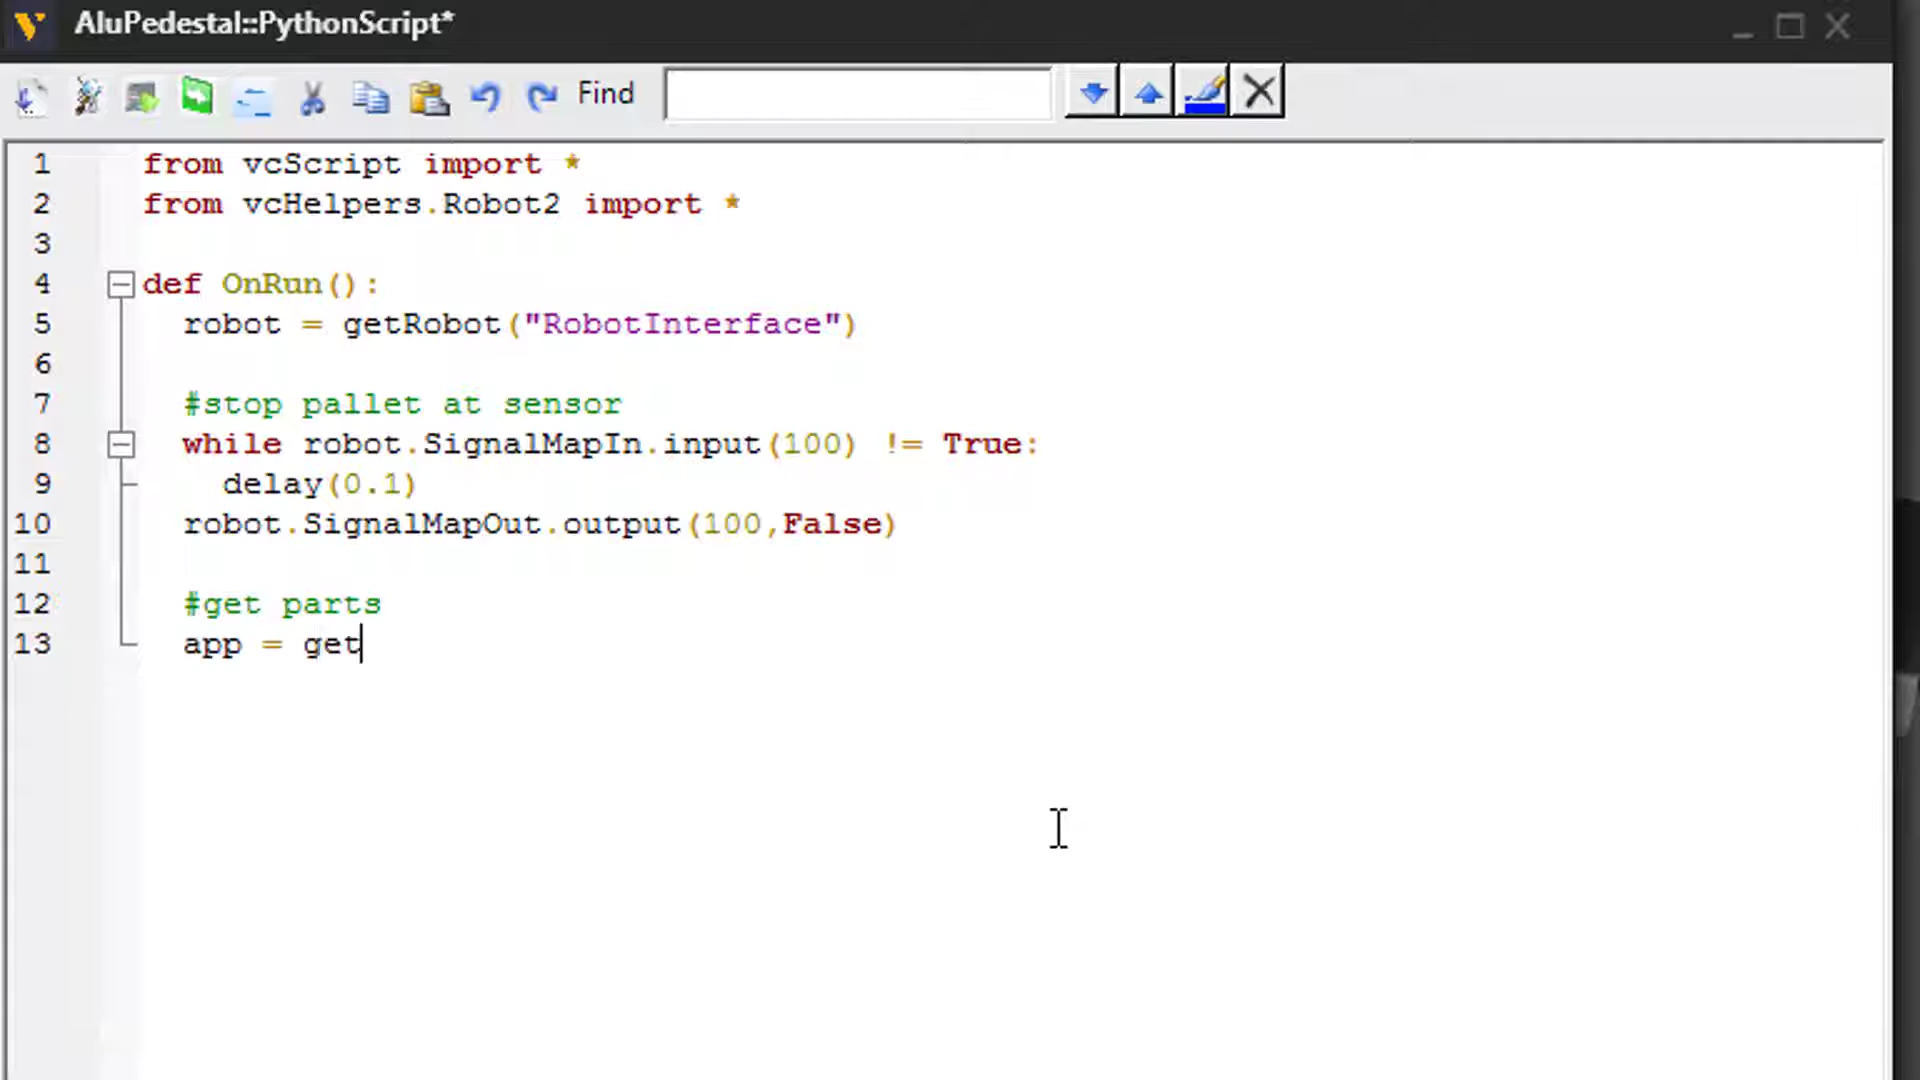 AluPedestal::PythonScript*
Find
1 from vcScript import *
2 from vcHelpers.Robot2 import *
3
4 def OnRun():
5   robot = getRobot("RobotInterface")
6
7   #stop pallet at sensor
8   while robot.SignalMapIn.input(100) != True:
9     delay(0.1)
10   robot.SignalMapOut.output(100,False)
11
12   #get parts
13   app = get